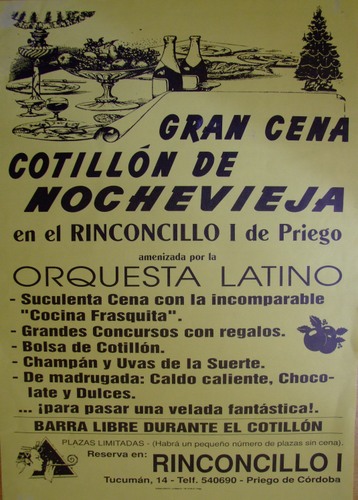 GRAN CENA
COTILLÓN DE
NOCHEVIEJA
en el RINCONCILLO I de Priego
amenizada por la
ORQUESTA LATINO
- Suculenta Cena con la incomparable
"Cocina Frasquita".
- Grandes Concursos con regalos.
- Bolsa de Cotillón.
- Champán y Uvas de la Suerte.
- De madrugada: Caldo caliente, Choco-
late y Dulces.
... ¡para pasar una velada fantástica!.
BARRA LIBRE DURANTE EL COTILLÓN
PLAZAS LIMITADAS - (Habrá un pequeño número de plazas sin cena).
Reserva en: RINCONCILLO I
Tucumán, 14 - Telf. 540690 - Priego de Córdoba